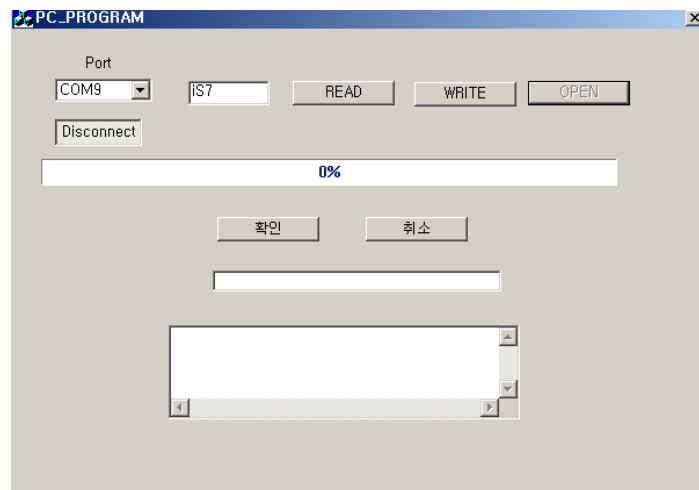 PC_PROGRAM
Port
COM9 iS7 READ WRITE OPEN
Disconnect
0%
확인 취소